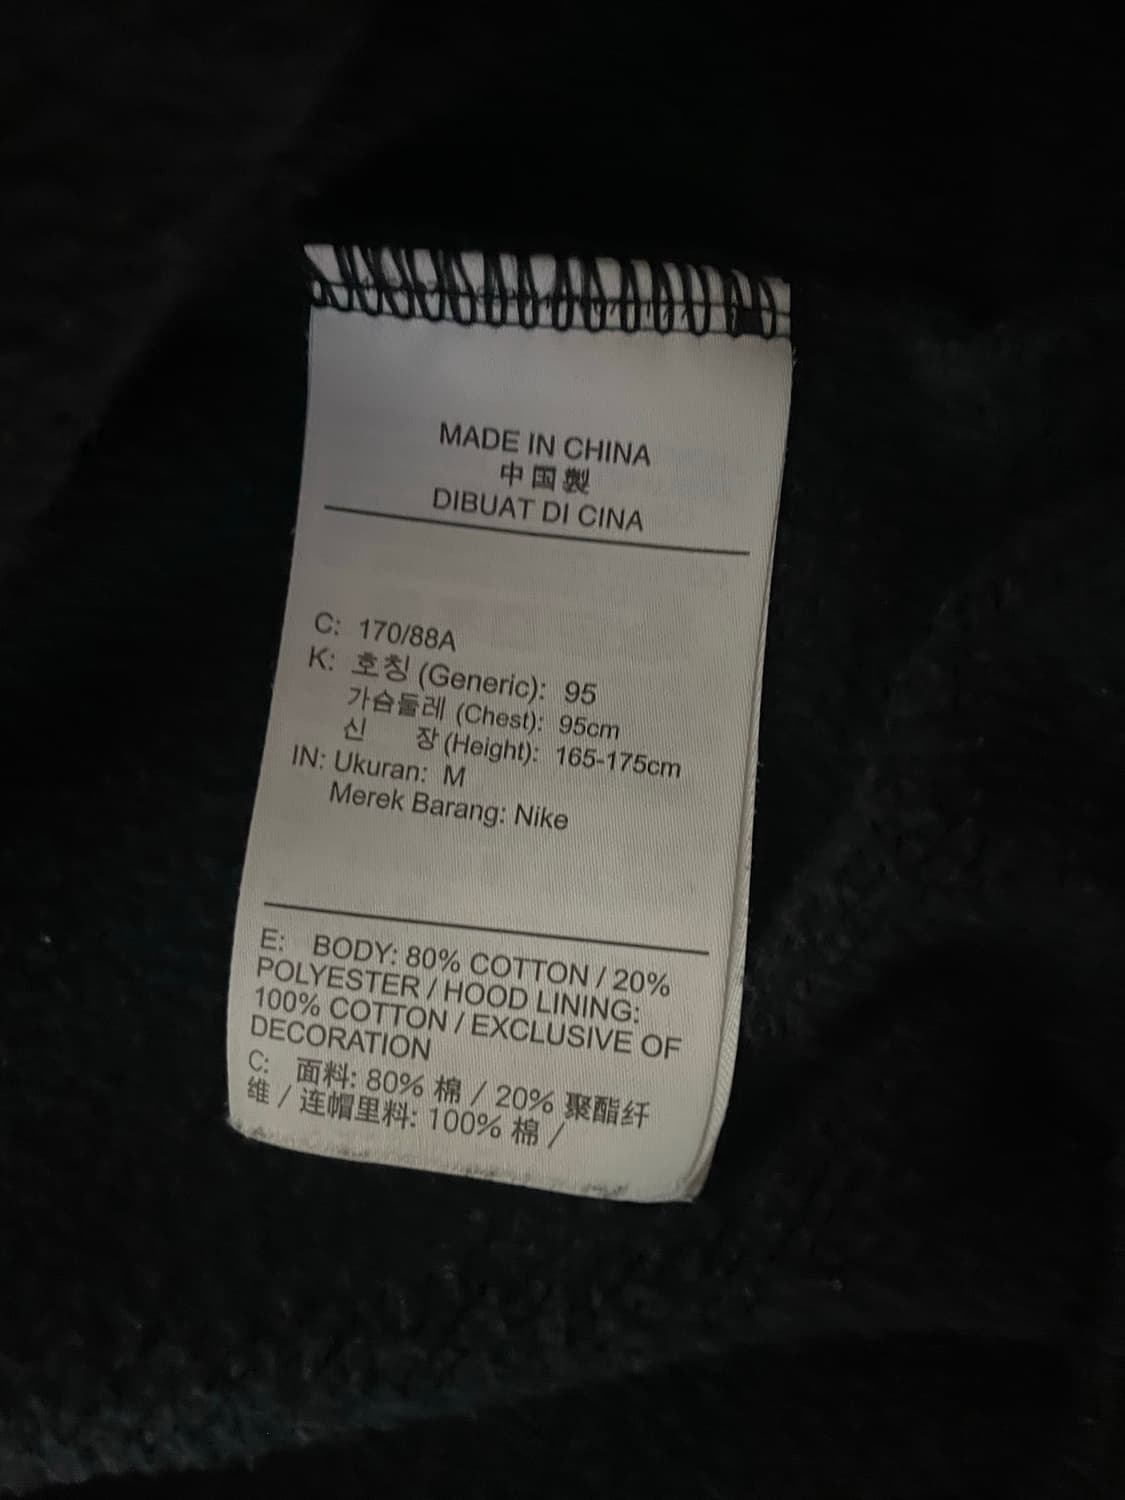 MADE IN CHINA
中国製
DIBUAT DI CINA
C: 170/88A
K: 호칭 (Generic): 95
가슴둘레 (Chest): 95cm
신 장 (Height): 165-175cm
IN: Ukuran: M
Merek Barang: Nike
E: BODY: 80% COTTON / 20%
POLYESTER / HOOD LINING:
100% COTTON / EXCLUSIVE OF
DECORATION
C: 面料: 80% 棉 / 20% 聚酯纤
维 / 连帽里料: 100% 棉 /